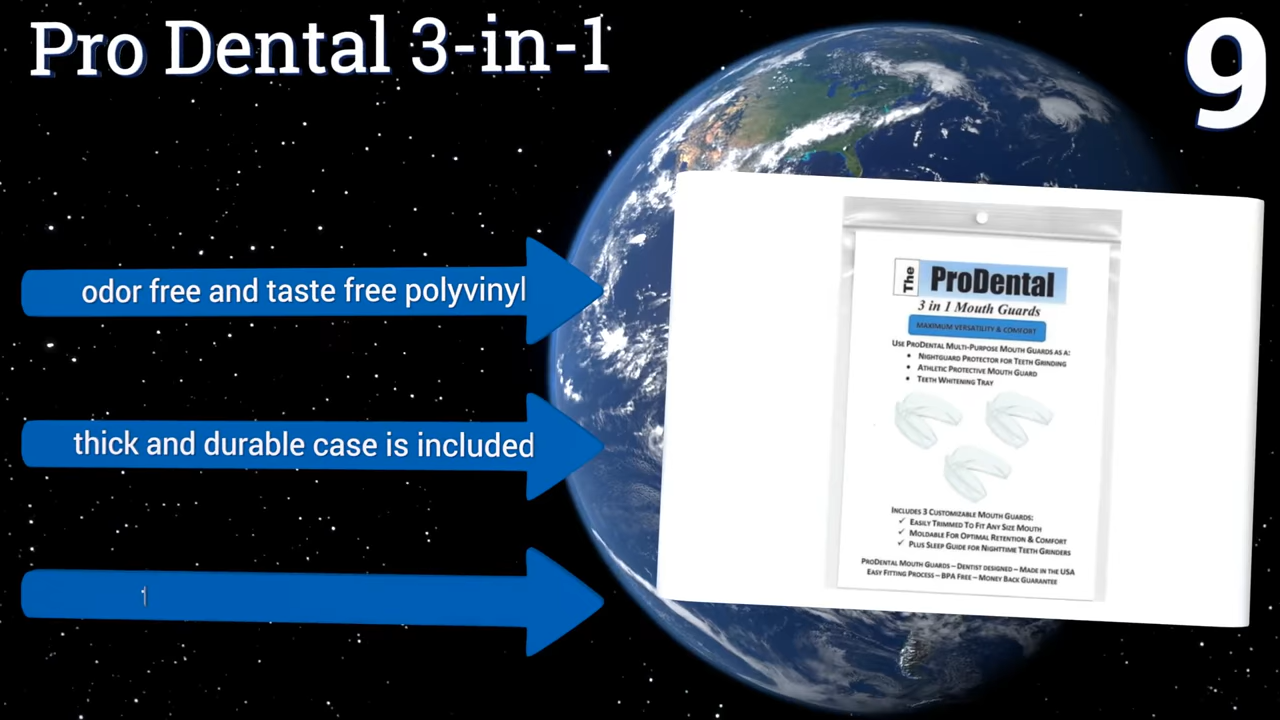 Pro Dental 3-in-1
9
odor free and taste free polyvinyl
thick and durable case is included
The
ProDental
3 in 1 Mouth Guards
MAXIMUM VERSATILITY & COMFORT
USE PRODENTAL MULTI-PURPOSE MOUTH GUARDS AS A:
• NIGHTGUARD PROTECTOR FOR TEETH GRINDING
• ATHLETIC PROTECTIVE MOUTH GUARD
• TEETH WHITENING TRAY
INCLUDES 3 CUSTOMIZABLE MOUTH GUARDS:
✓ EASILY TRIMMED TO FIT ANY SIZE MOUTH
✓ MOLDABLE FOR OPTIMAL RETENTION & COMFORT
✓ PLUS SLEEP GUIDE FOR NIGHTTIME TEETH GRINDERS
PRODENTAL MOUTH GUARDS – DENTIST DESIGNED – MADE IN THE USA
EASY FITTING PROCESS – BPA FREE – MONEY BACK GUARANTEE